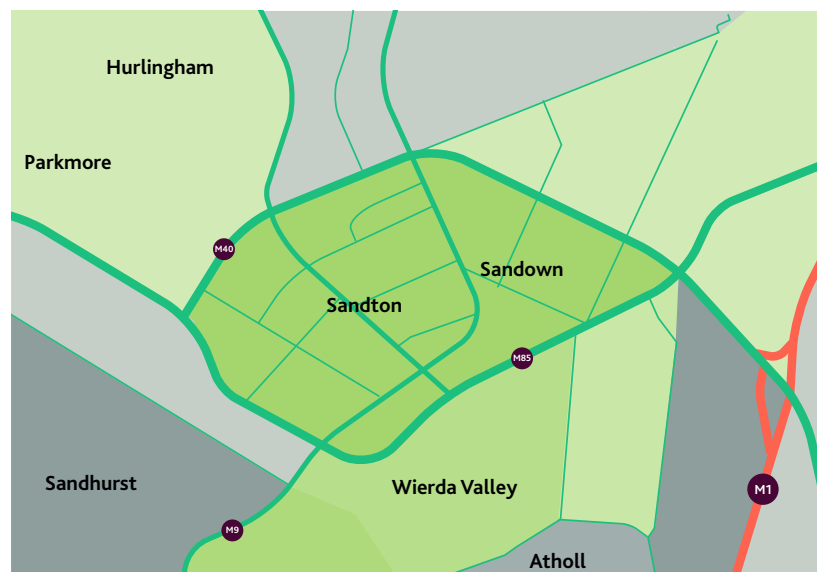 Hurlingham
Parkmore
M40
Sandown
Sandton
M85
Sandhurst
Wierda Valley
M1
M9
Atholl